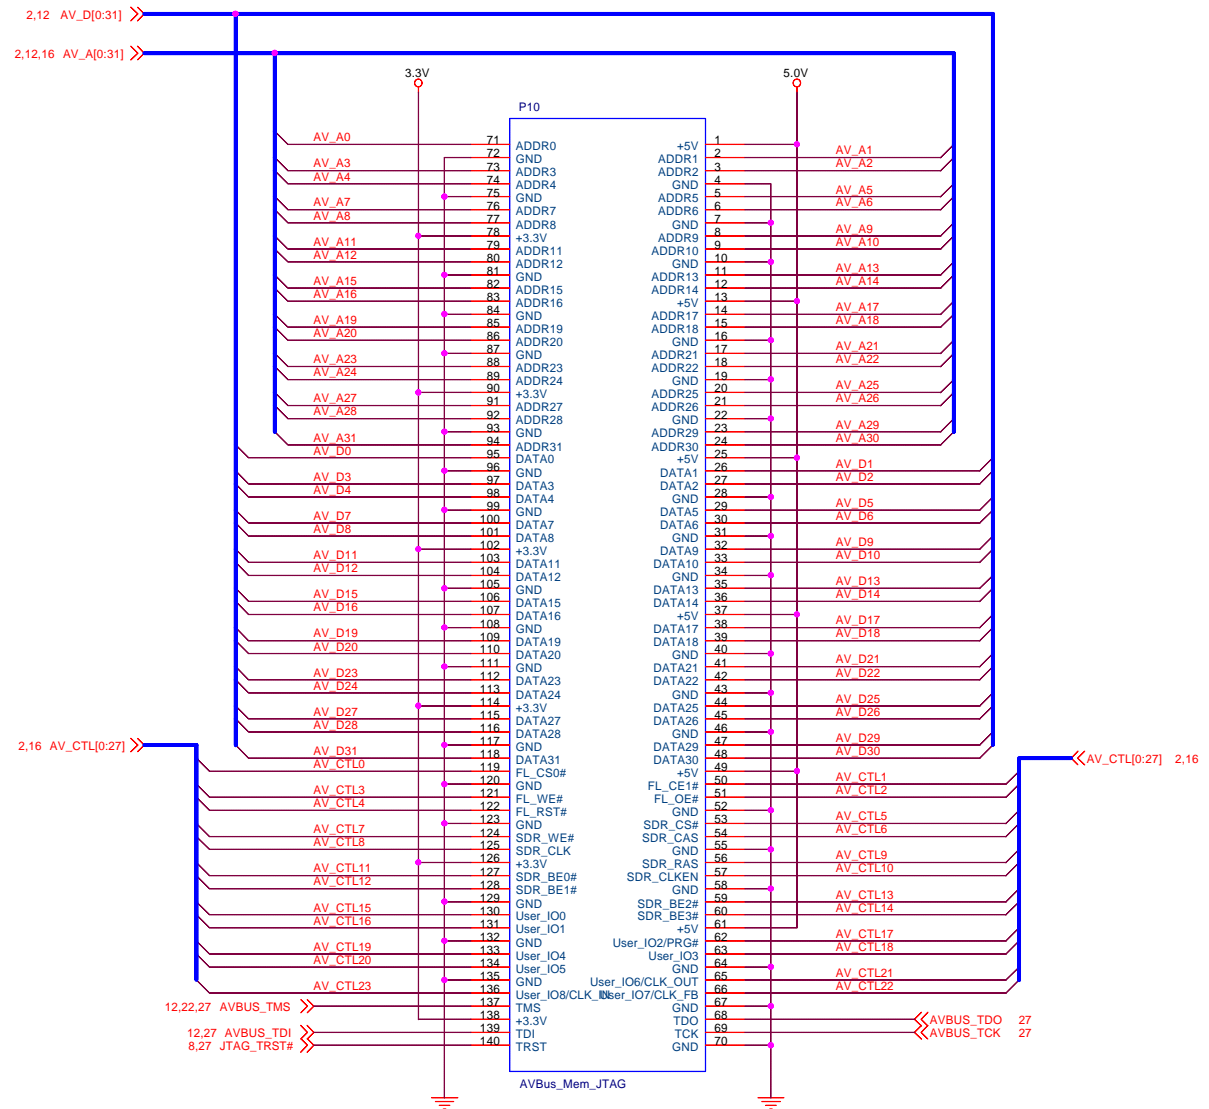 2,12 AV_D[0:31]
2,12,16 AV_A[0:31]
3.3V 5.0V
P10
AV_A0 71 ADDR0 +5V 1
72 GND ADDR1 2 AV_A1
AV_A3 73 ADDR3 ADDR2 3 AV_A2
AV_A4 74 ADDR4 GND 4
75 GND ADDR5 5 AV_A5
AV_A7 76 ADDR7 ADDR6 6 AV_A6
AV_A8 77 ADDR8 GND 7
78 +3.3V ADDR9 8 AV_A9
AV_A11 79 ADDR11 ADDR10 9 AV_A10
AV_A12 80 ADDR12 GND 10
81 GND ADDR13 11 AV_A13
AV_A15 82 ADDR15 ADDR14 12 AV_A14
AV_A16 83 ADDR16 +5V 13
84 GND ADDR17 14 AV_A17
AV_A19 85 ADDR19 ADDR18 15 AV_A18
AV_A20 86 ADDR20 GND 16
87 GND ADDR21 17 AV_A21
AV_A23 88 ADDR23 ADDR22 18 AV_A22
AV_A24 89 ADDR24 GND 19
90 +3.3V ADDR25 20 AV_A25
AV_A27 91 ADDR27 ADDR26 21 AV_A26
AV_A28 92 ADDR28 GND 22
93 GND ADDR29 23 AV_A29
AV_A31 94 ADDR31 ADDR30 24 AV_A30
AV_D0 95 DATA0 +5V 25
96 GND DATA1 26 AV_D1
AV_D3 97 DATA3 DATA2 27 AV_D2
AV_D4 98 DATA4 GND 28
99 GND DATA5 29 AV_D5
AV_D7 100 DATA7 DATA6 30 AV_D6
AV_D8 101 DATA8 GND 31
102 +3.3V DATA9 32 AV_D9
AV_D11 103 DATA11 DATA10 33 AV_D10
AV_D12 104 DATA12 GND 34
105 GND DATA13 35 AV_D13
AV_D15 106 DATA15 DATA14 36 AV_D14
AV_D16 107 DATA16 +5V 37
108 GND DATA17 38 AV_D17
AV_D19 109 DATA19 DATA18 39 AV_D18
AV_D20 110 DATA20 GND 40
111 GND DATA21 41 AV_D21
AV_D23 112 DATA23 DATA22 42 AV_D22
AV_D24 113 DATA24 GND 43
114 +3.3V DATA25 44 AV_D25
AV_D27 115 DATA27 DATA26 45 AV_D26
AV_D28 116 DATA28 GND 46
2,16 AV_CTL[0:27] 117 GND DATA29 47 AV_D29
AV_D31 118 DATA31 DATA30 48 AV_D30
AV_CTL0 119 FL_CS0# +5V 49 AV_CTL[0:27] 2,16
120 GND FL_CE1# 50 AV_CTL1
AV_CTL3 121 FL_WE# FL_OE# 51 AV_CTL2
AV_CTL4 122 FL_RST# GND 52
123 GND SDR_CS# 53 AV_CTL5
AV_CTL7 124 SDR_WE# SDR_CAS 54 AV_CTL6
AV_CTL8 125 SDR_CLK GND 55
126 +3.3V SDR_RAS 56 AV_CTL9
AV_CTL11 127 SDR_BE0# SDR_CLKEN 57 AV_CTL10
AV_CTL12 128 SDR_BE1# GND 58
129 GND SDR_BE2# 59 AV_CTL13
AV_CTL15 130 User_IO0 SDR_BE3# 60 AV_CTL14
AV_CTL16 131 User_IO1 +5V 61
132 GND User_IO2/PRG# 62 AV_CTL17
AV_CTL19 133 User_IO4 User_IO3 63 AV_CTL18
AV_CTL20 134 User_IO5 GND 64
135 GND User_IO6/CLK_OUT 65 AV_CTL21
AV_CTL23 136 User_IO8/CLK_IN User_IO7/CLK_FB 66 AV_CTL22
12,22,27 AVBUS_TMS 137 TMS GND 67
138 +3.3V TDO 68 AVBUS_TDO 27
12,27 AVBUS_TDI 139 TDI TCK 69 AVBUS_TCK 27
8,27 JTAG_TRST# 140 TRST GND 70
AVBus_Mem_JTAG